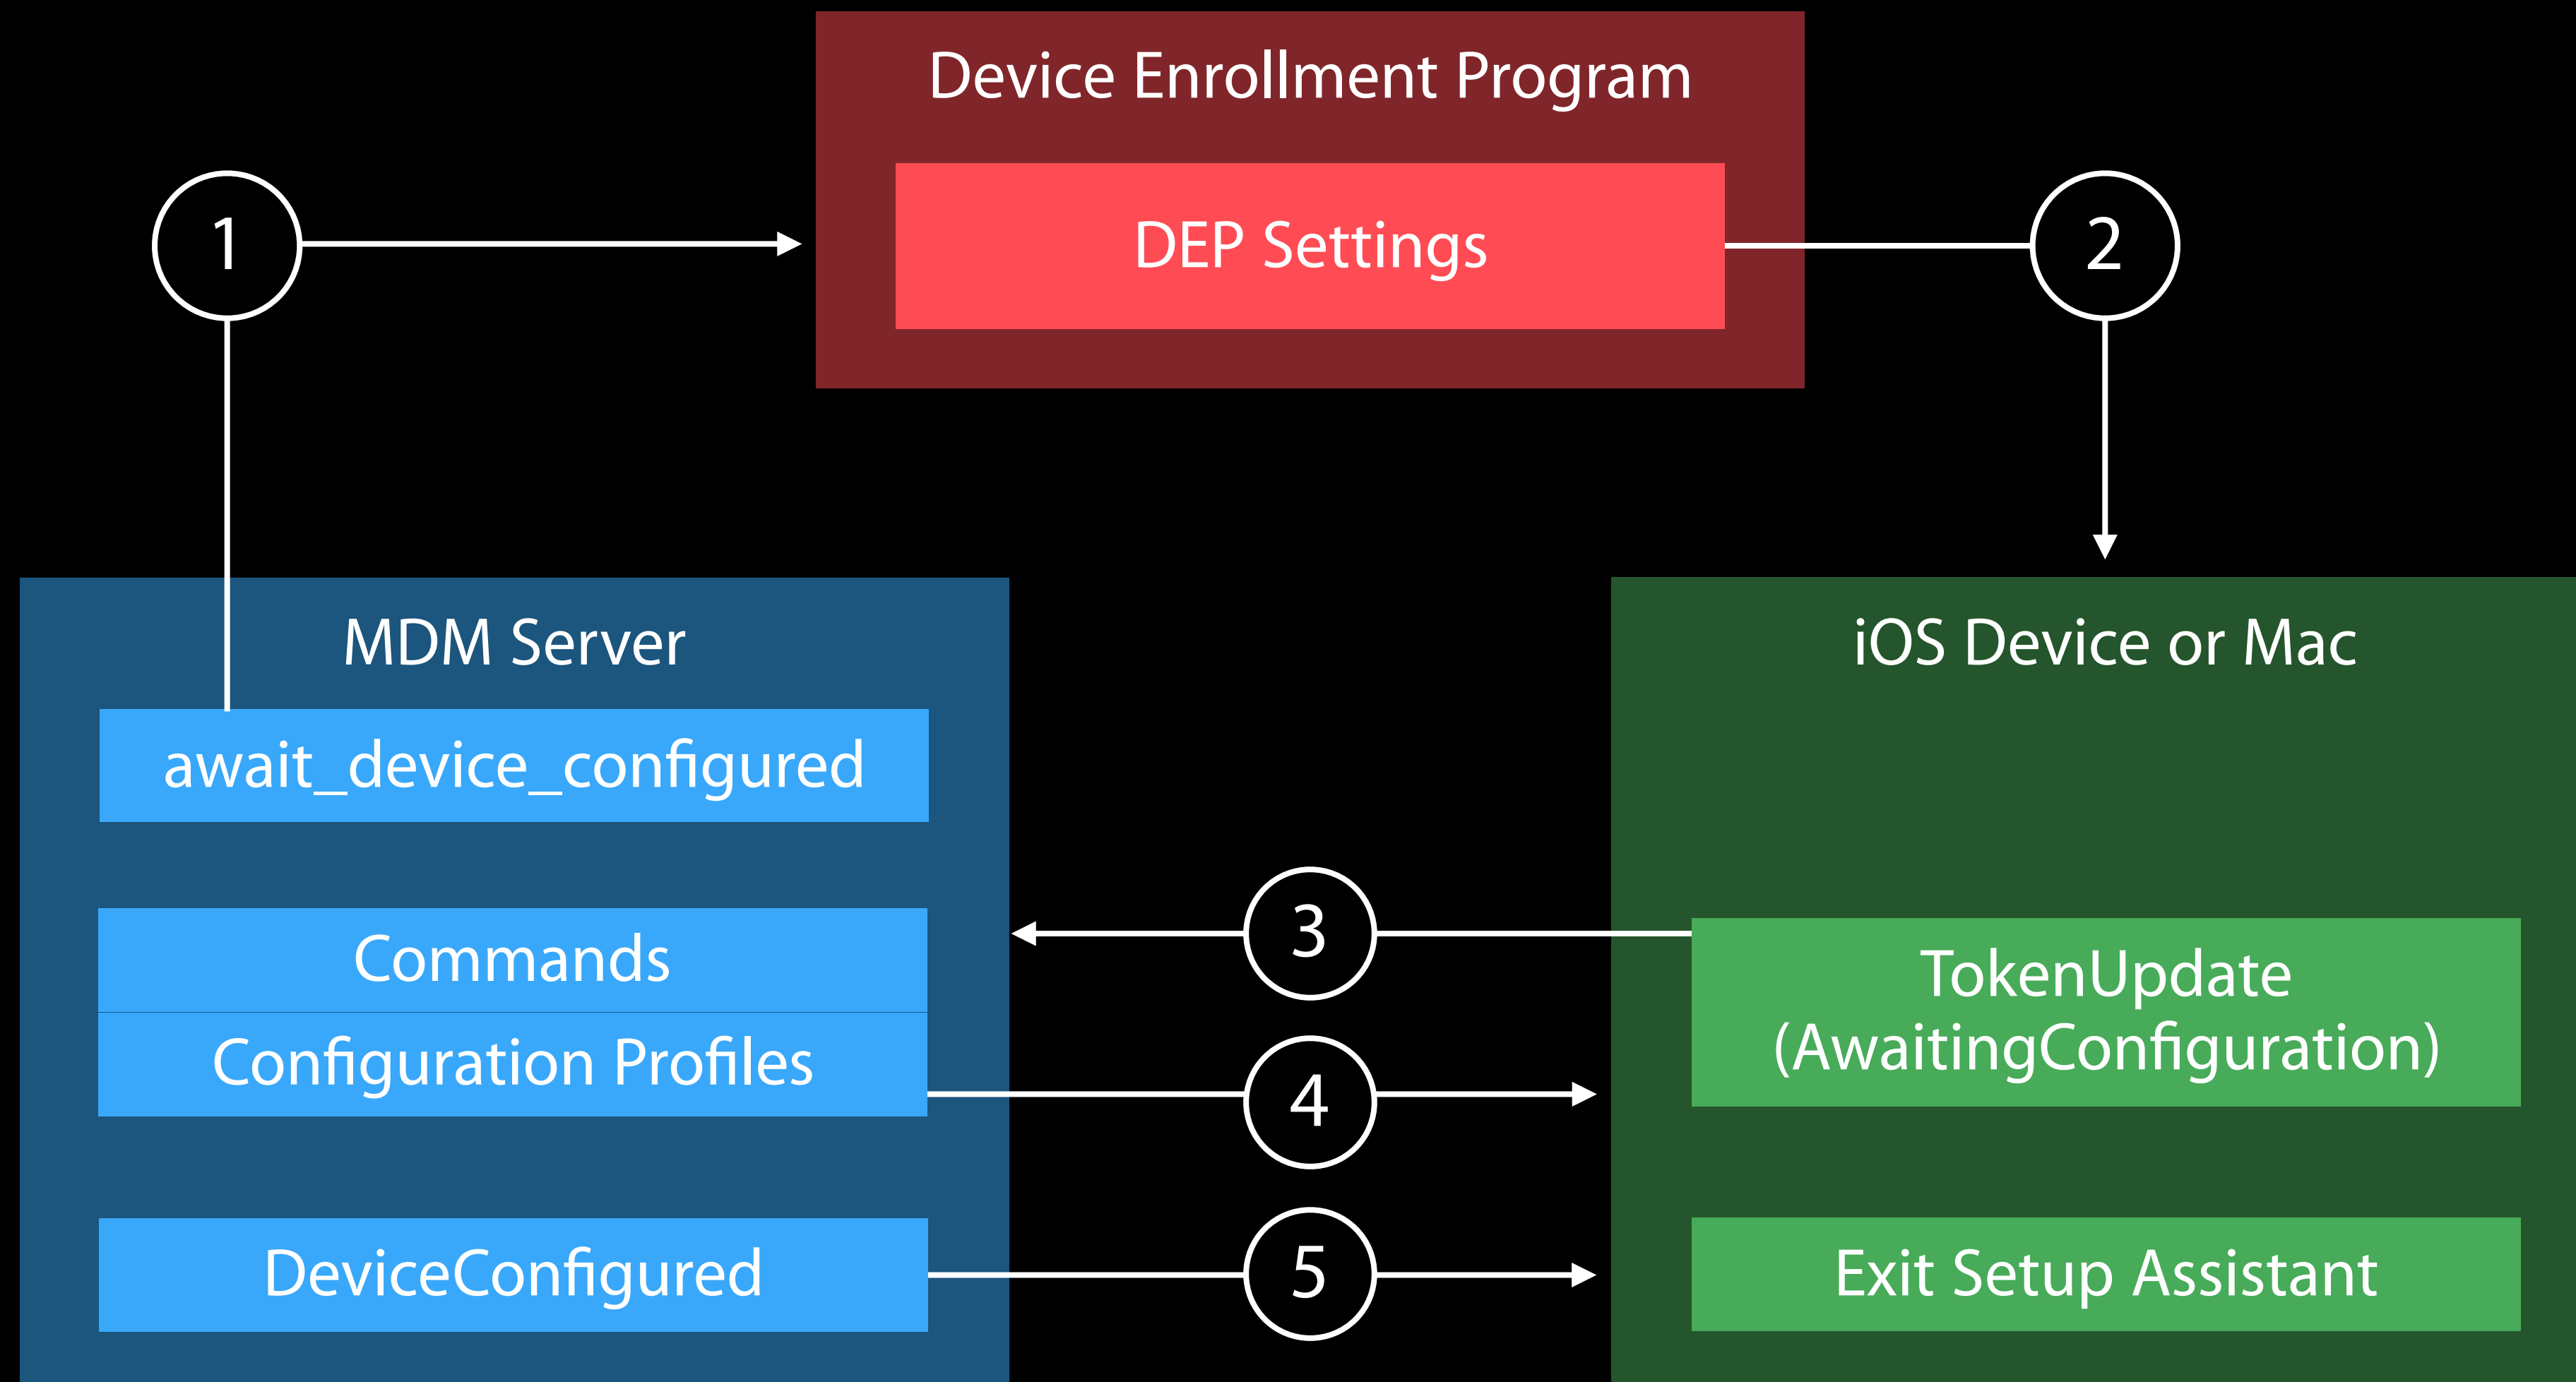 Device Enrollment Program
DEP Settings
1
2
MDM Server
await_device_configured
Commands
Configuration Profiles
DeviceConfigured
3
4
5
iOS Device or Mac
TokenUpdate
(AwaitingConfiguration)
Exit Setup Assistant